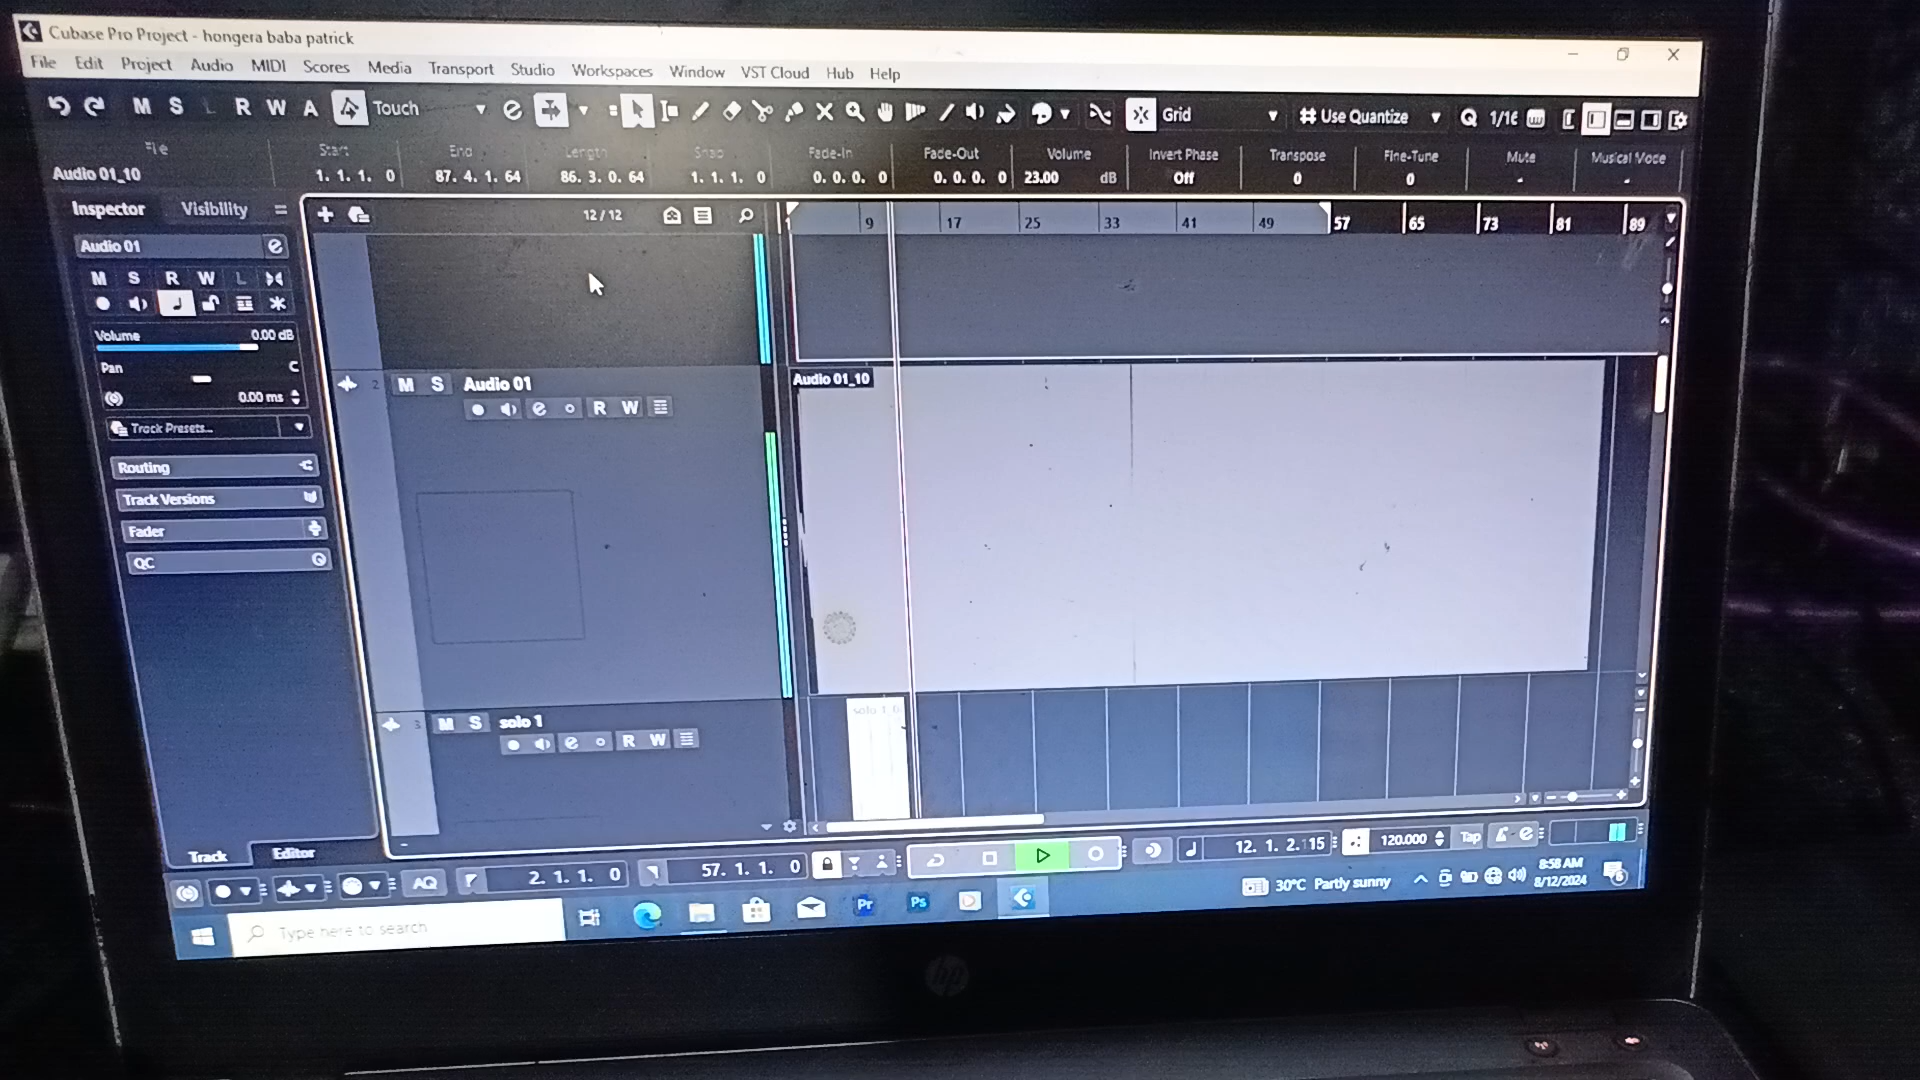 Cubase Pro Project - hongera baba patrick
File Edit Project Audio MIDI Scores Media Transport Studio Workspaces Window VST Cloud Hub Help
M S L R W A Touch Grid Use Quantize Q 1/16
File Start End Length Snap Fade-In Fade-Out Volume Invert Phase Transpose Fine-Tune Mute Musical Mode
Audio 01_10 1. 1. 1. 0 87. 4. 1. 64 86. 3. 0. 64 1. 1. 1. 0 0. 0. 0. 0 0. 0. 0. 0 23.00 dB Off 0 0 - -
Inspector Visibility
12 / 12
9 17 25 33 41 49 57 65 73 81 89
Audio 01 e
M S R W L
Volume 0.00 dB
Pan C
0.00 ms
Track Presets...
Routing
Track Versions
Fader
QC
2 M S Audio 01
e R W
Audio 01_10
3 M S solo 1
e R W
solo 1_0
Track Editor
AQ 2. 1. 1. 0 57. 1. 1. 0 12. 1. 2.115 120.000 Tap
30°C Partly sunny
8:58 AM
8/12/2024
6
Type here to search
Pr Ps
hp